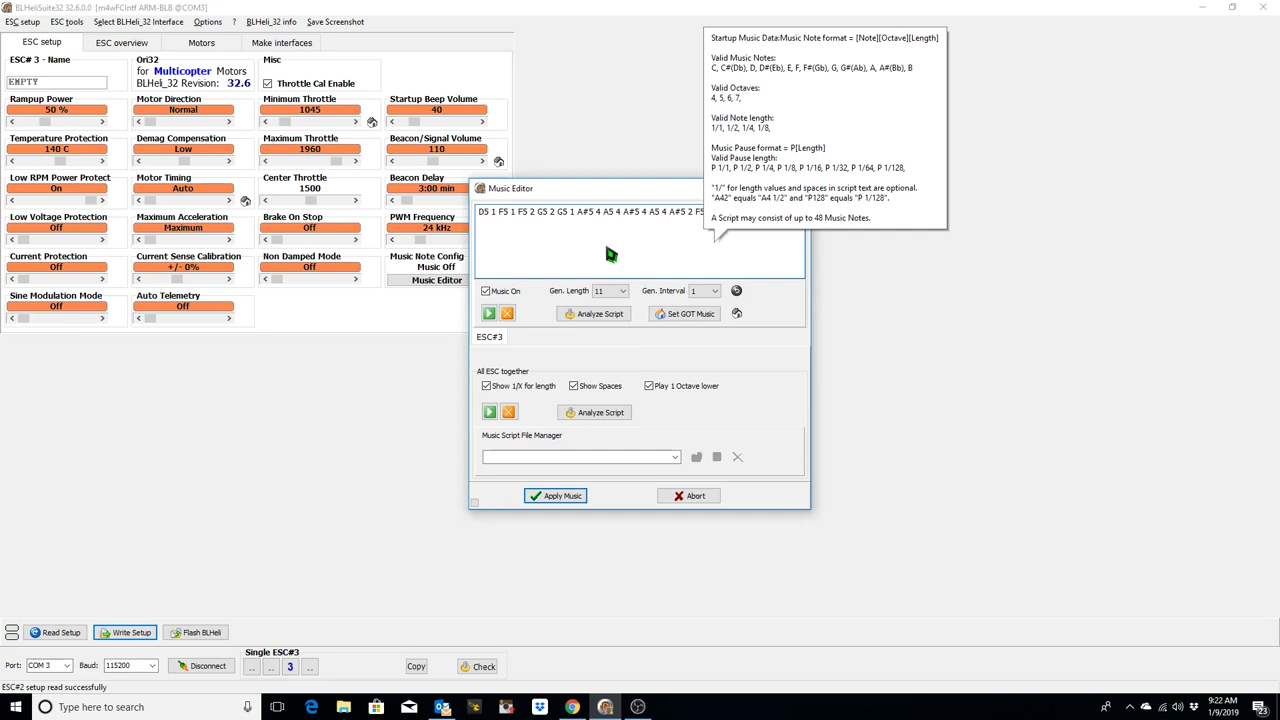 BLHeliSuite32 32.6.0.0 [m4wFCIntf ARM-BLB @COM3]
ESC setup ESC tools Select BLHeli_32 Interface Options ? BLHeli_32 info Save Screenshot
ESC setup ESC overview Motors Make interfaces
ESC# 3 - Name
EMPTY
Ori32
for Multicopter Motors
BLHeli_32 Revision: 32.6
Misc
Throttle Cal Enable
Rampup Power Motor Direction Minimum Throttle Startup Beep Volume
50 % Normal 1045 40
Temperature Protection Demag Compensation Maximum Throttle Beacon/Signal Volume
140 C Low 1960 110
Low RPM Power Protect Motor Timing Center Throttle Beacon Delay
On Auto 1500 3:00 min
Low Voltage Protection Maximum Acceleration Brake On Stop PWM Frequency
Off Maximum Off 24 kHz
Current Protection Current Sense Calibration Non Damped Mode Music Note Config
Off +/- 0% Off Music Off
Music Editor
Sine Modulation Mode Auto Telemetry
Off Off
Startup Music Data:Music Note format = [Note][Octave][Length]
Valid Music Notes:
C, C#(Db), D, D#(Eb), E, F, F#(Gb), G, G#(Ab), A, A#(Bb), B
Valid Octaves:
4, 5, 6, 7,
Valid Note length:
1/1, 1/2, 1/4, 1/8,
Music Pause format = P[Length]
Valid Pause length:
P 1/1, P 1/2, P 1/4, P 1/8, P 1/16, P 1/32, P 1/64, P 1/128,
"1/" for length values and spaces in script text are optional.
"A42" equals "A4 1/2" and "P128" equals "P 1/128".
A Script may consist of up to 48 Music Notes.
Music Editor
D5 1 F5 1 F5 2 G5 2 G5 1 A#5 4 A5 4 A#5 4 A5 4 A#5 2 F5
Music On Gen. Length 11 Gen. Interval 1
Analyze Script Set GOT Music
ESC#3
All ESC together
Show 1/X for length Show Spaces Play 1 Octave lower
Analyze Script
Music Script File Manager
Apply Music Abort
Read Setup Write Setup Flash BLHeli
Port: COM 3 Baud: 115200 Disconnect
Single ESC#3
.. .. 3 .. Copy Check
ESC#2 setup read successfully
Type here to search
9:22 AM
1/9/2019
23